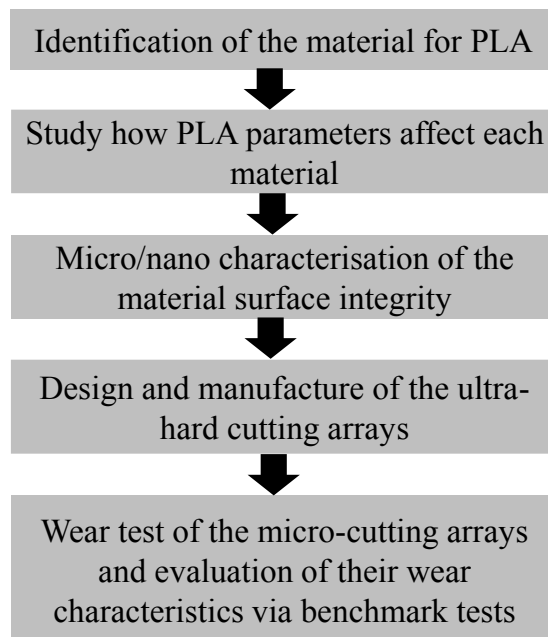 Identification of the material for PLA
Study how PLA parameters affect each
material
Micro/nano characterisation of the
material surface integrity
Design and manufacture of the ultra-
hard cutting arrays
Wear test of the micro-cutting arrays
and evaluation of their wear
characteristics via benchmark tests